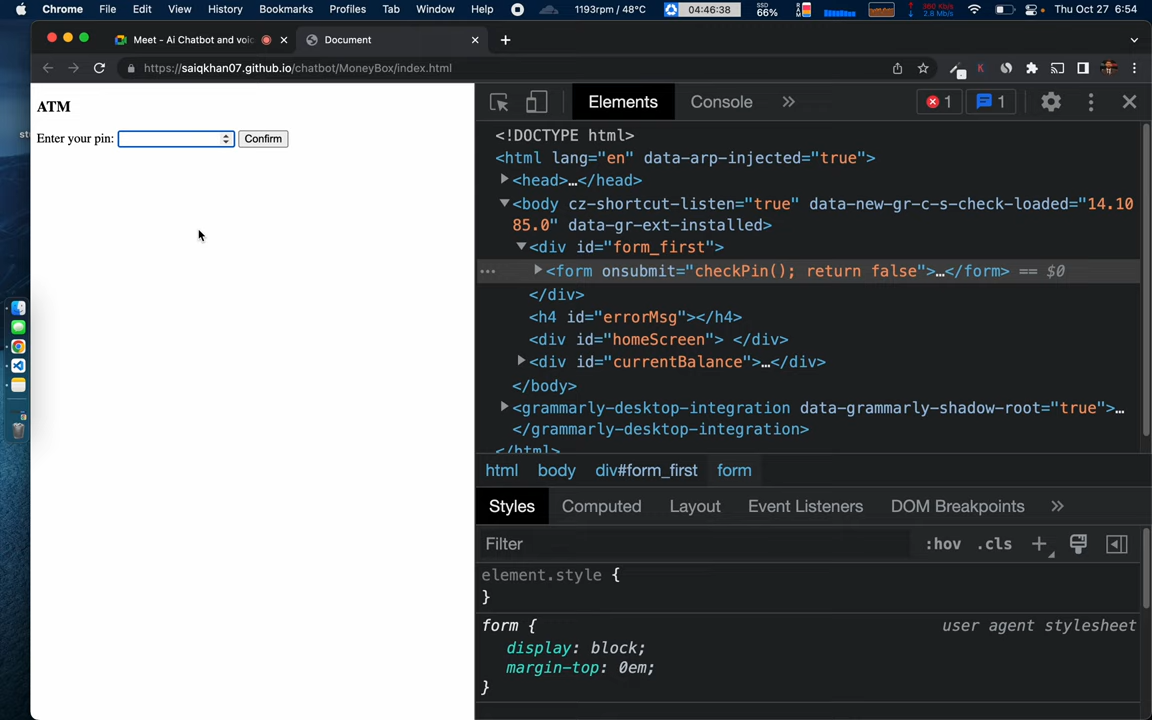 Chrome File Edit View History Bookmarks Profiles Tab Window Help 1193rpm / 48°C 04:46:38 SSD 66% Thu Oct 27 6:54
Meet - Ai Chatbot and voic
Document
https://saiqkhan07.github.io/chatbot/MoneyBox/index.html
ATM
Enter your pin: Confirm
Elements Console » 1 1
<!DOCTYPE html>
<html lang="en" data-arp-injected="true">
<head>…</head>
<body cz-shortcut-listen="true" data-new-gr-c-s-check-loaded="14.10
85.0" data-gr-ext-installed>
<div id="form_first">
<form onsubmit="checkPin(); return false">…</form> == $0
</div>
<h4 id="errorMsg"></h4>
<div id="homeScreen"> </div>
<div id="currentBalance">…</div>
</body>
<grammarly-desktop-integration data-grammarly-shadow-root="true">…
</grammarly-desktop-integration>
</html>
html body div#form_first form
Styles Computed Layout Event Listeners DOM Breakpoints »
Filter :hov .cls
element.style {
}
form { user agent stylesheet
display: block;
margin-top: 0em;
}